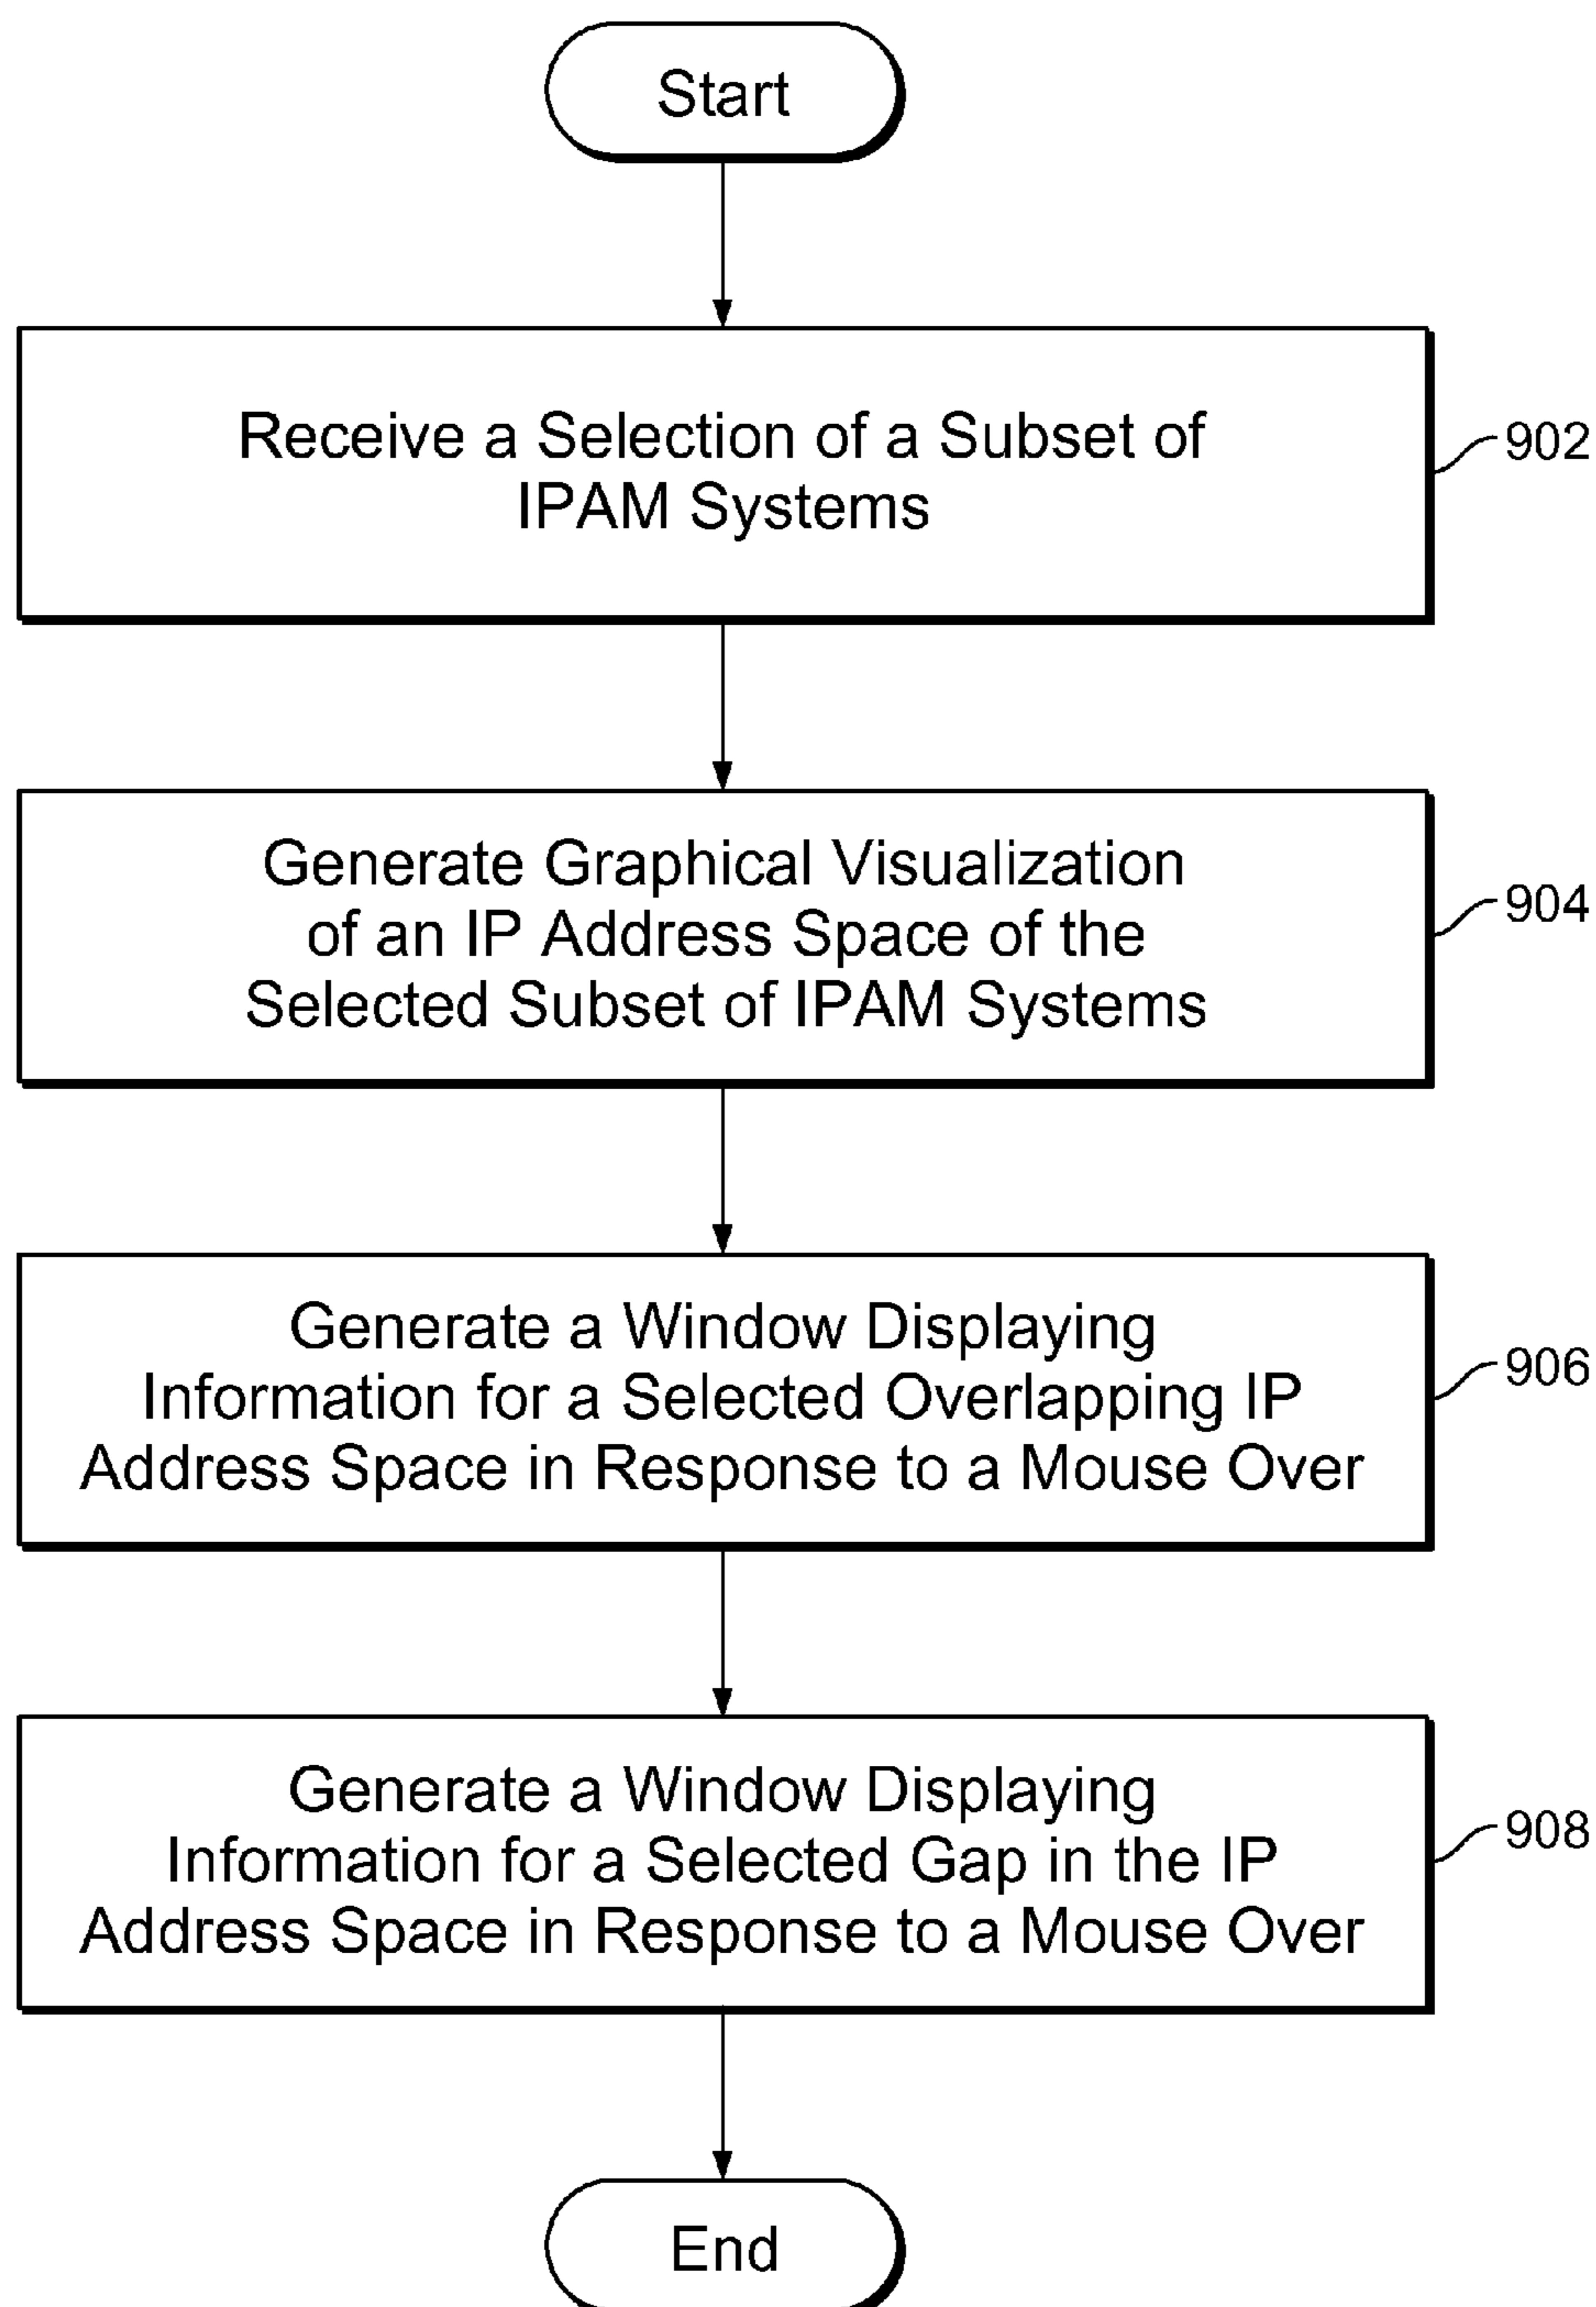 Start
Receive a Selection of a Subset of
IPAM Systems
902
Generate Graphical Visualization
of an IP Address Space of the
Selected Subset of IPAM Systems
904
Generate a Window Displaying
Information for a Selected Overlapping IP
Address Space in Response to a Mouse Over
906
Generate a Window Displaying
Information for a Selected Gap in the IP
Address Space in Response to a Mouse Over
908
End